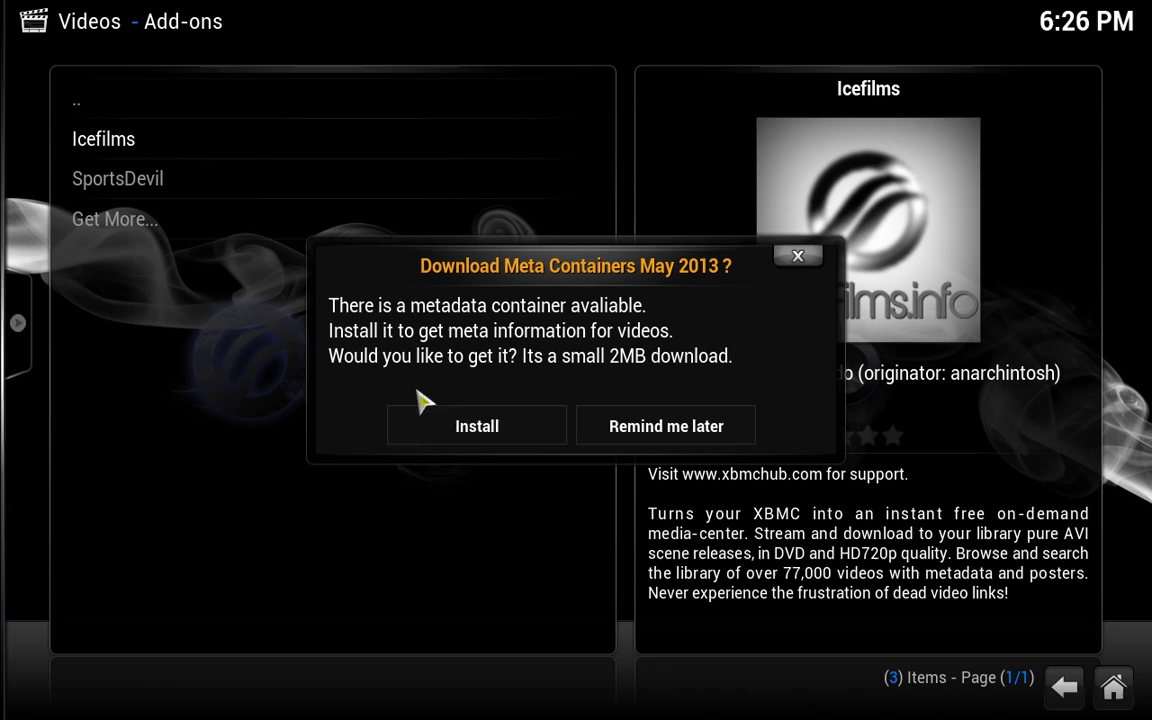 Videos - Add-ons
6:26 PM
..
Icefilms
SportsDevil
Get More...
Icefilms
ilms.info
Download Meta Containers May 2013 ?
X
There is a metadata container avaliable.
Install it to get meta information for videos.
Would you like to get it? Its a small 2MB download.
Install
Remind me later
(originator: anarchintosh)
Visit www.xbmchub.com for support.
Turns your XBMC into an instant free on-demand
media-center. Stream and download to your library pure AVI
scene releases, in DVD and HD720p quality. Browse and search
the library of over 77,000 videos with metadata and posters.
Never experience the frustration of dead video links!
(3) Items - Page (1/1)